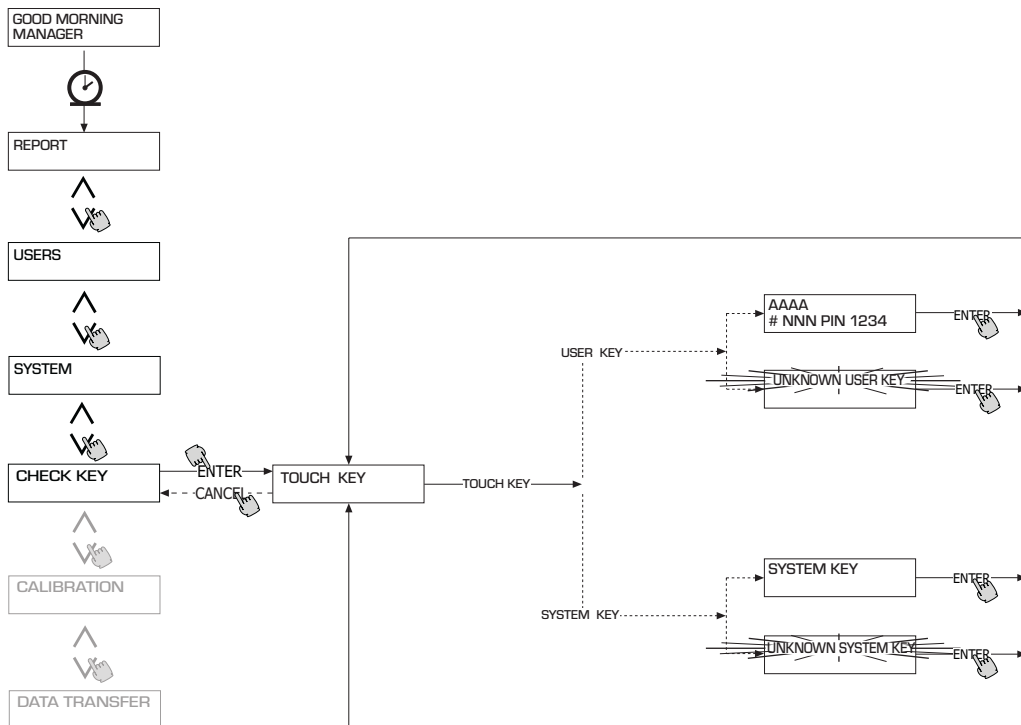 GOOD MORNING
MANAGER
REPORT
USERS
SYSTEM
CHECK KEY
CALIBRATION
DATA TRANSFER
ENTER
CANCEL
TOUCH KEY
TOUCH KEY
USER KEY
AAAA
# NNN PIN 1234
ENTER
UNKNOWN USER KEY
ENTER
SYSTEM KEY
SYSTEM KEY
ENTER
UNKNOWN SYSTEM KEY
ENTER